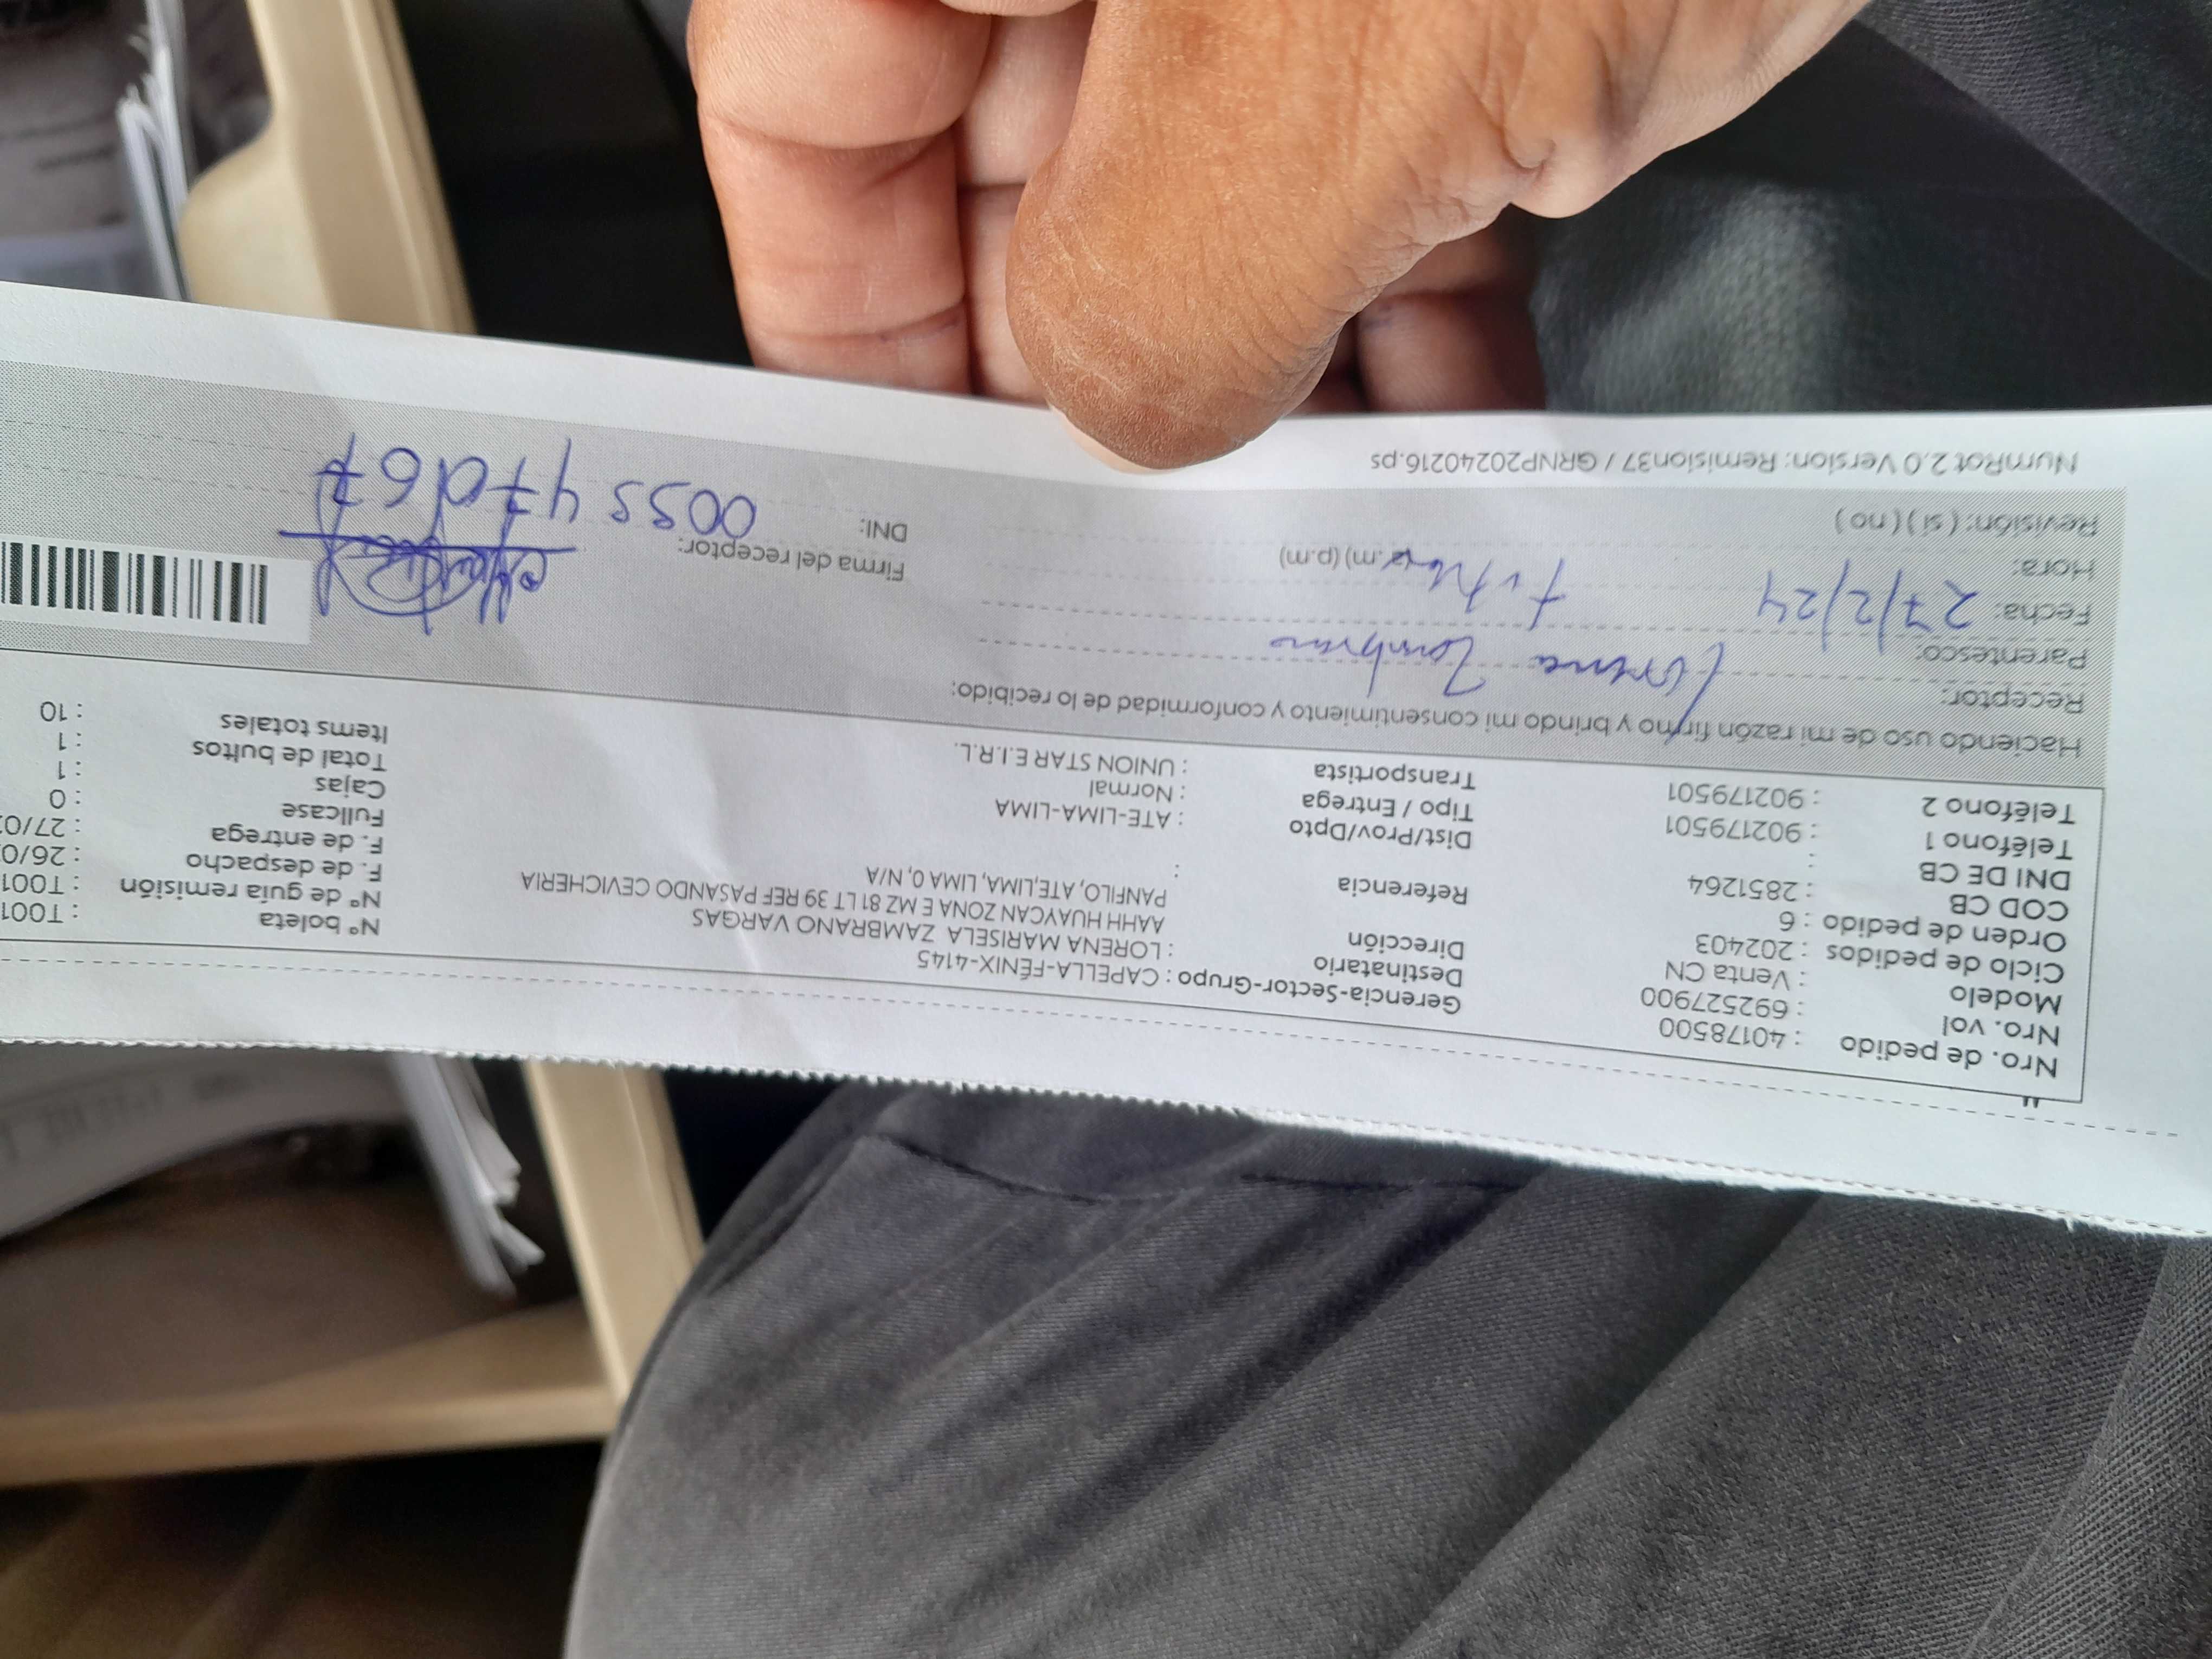 Nro. de pedido : 40178500
Nro. vol : 692527900
Modelo : Venta CN
Ciclo de pedidos : 202403
Orden de pedido : 6
COD CB : 2851264
DNI DE CB :
Teléfono 1 : 902179501
Teléfono 2 : 902179501
Gerencia-Sector-Grupo : CAPELLA-FÉNIX-4145
Destinatario : LORENA MARISELA ZAMBRANO VARGAS
Dirección AAHH HUAYCAN ZONA E MZ 81 LT 39 REF PASANDO CEVICHERIA
PANFILO, ATE,LIMA, LIMA 0, N/A
Referencia :
Dist/Prov/Dpto : ATE-LIMA-LIMA
Tipo / Entrega : Normal
Transportista : UNION STAR E.I.R.L.
N° boleta : T001
N° de guía remisión : T001
F. de despacho : 26/0
F. de entrega : 27/0
Fullcase : 0
Cajas : 1
Total de bultos : 1
Items totales : 10
Haciendo uso de mi razón firmo y brindo mi consentimiento y conformidad de lo recibido:
Receptor: Lorena Zambrano
Parentesco:
Fecha: 27/2/24
Hora: (a.m) (p.m)
Revisión: ( si ) ( no )
Firma del receptor:
DNI:
NumRot 2.0 Version: Remision37 / GRNP20240216.ps